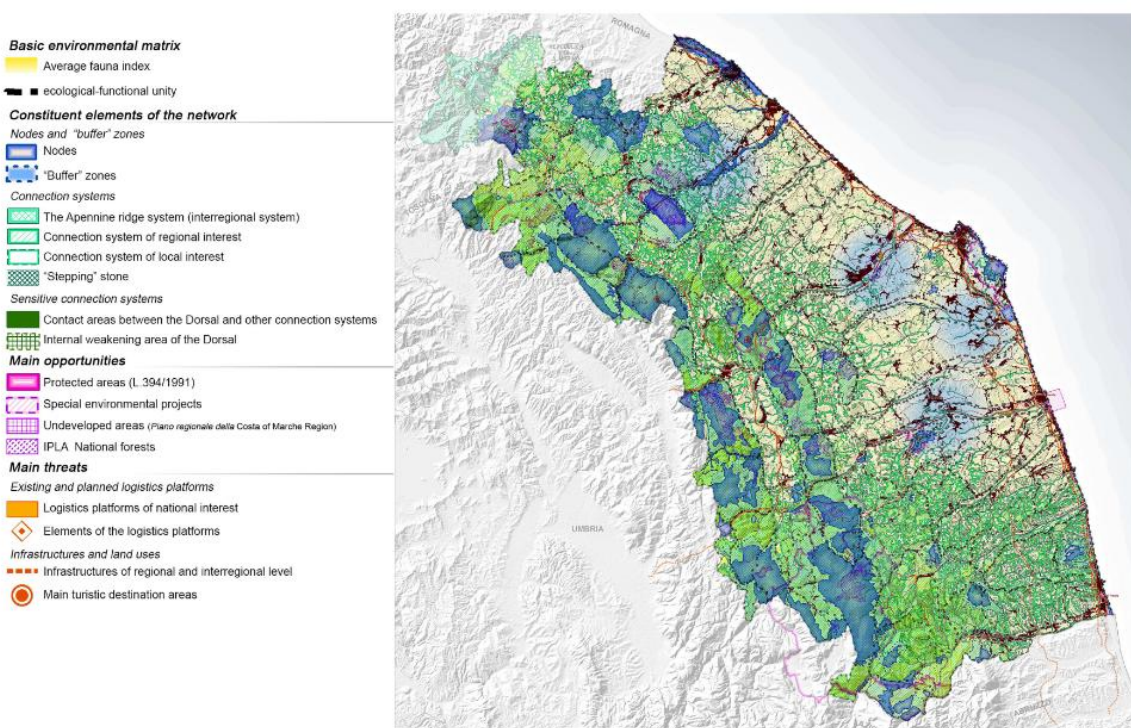 Basic environmental matrix
Average fauna index
ecological-functional unity
Constituent elements of the network
Nodes and "buffer" zones
Nodes
"Buffer" zones
Connection systems
The Apennine ridge system (interregional system)
Connection system of regional interest
Connection system of local interest
"Stepping" stone
Sensitive connection systems
Contact areas between the Dorsal and other connection systems
Internal weakening area of the Dorsal
Main opportunities
Protected areas (L.394/1991)
Special environmental projects
Undeveloped areas (Piano regionale della Costa of Marche Region)
IPLA National forests
Main threats
Existing and planned logistics platforms
Logistics platforms of national interest
Elements of the logistics platforms
Infrastructures and land uses
Infrastructures of regional and interregional level
Main turistic destination areas
ROMAGNA
UMBRIA